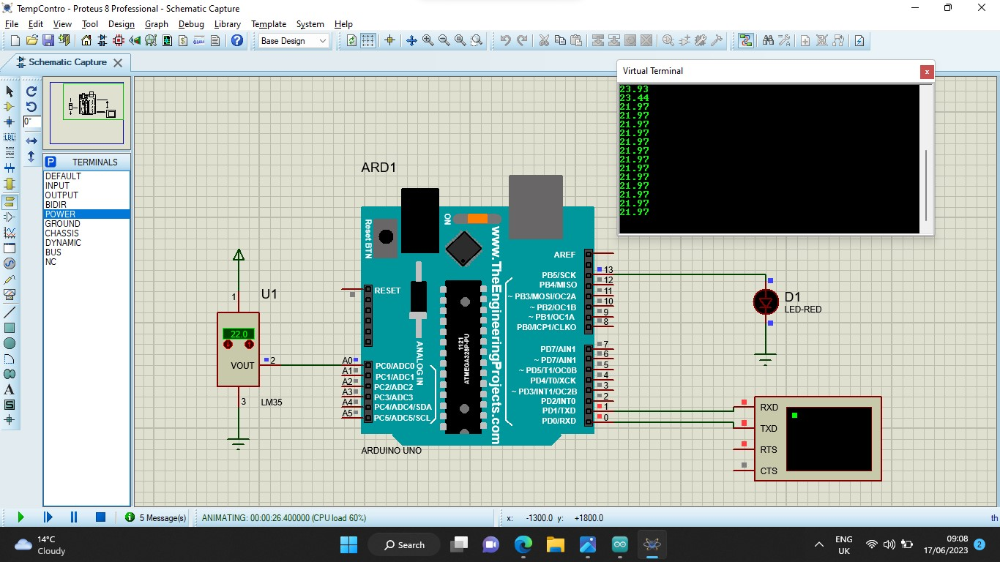 TempContro - Proteus 8 Professional - Schematic Capture
File Edit View Tool Design Graph Debug Library Template System Help
Base Design
Schematic Capture
0°
LBL
P TERMINALS
DEFAULT
INPUT
OUTPUT
BIDIR
POWER
GROUND
CHASSIS
DYNAMIC
BUS
NC
A
S
Virtual Terminal
x
23.93
23.44
21.97
21.97
21.97
21.97
21.97
21.97
21.97
21.97
21.97
21.97
21.97
21.97
21.97
ARD1
Reset BTN
ON
www.TheEngineeringProjects.com
RESET
ANALOG IN
1121
ATMEGA328P-PU
A0 PC0/ADC0
A1 PC1/ADC1
A2 PC2/ADC2
A3 PC3/ADC3
A4 PC4/ADC4/SDA
A5 PC5/ADC5/SCL
AREF
PB5/SCK 13
PB4/MISO 12
~ PB3/MOSI/OC2A 11
~ PB2/OC1B 10
~ PB1/OC1A 9
PB0/ICP1/CLKO 8
PD7/AIN1 7
~ PD7/AIN1 6
~ PD5/T1/OC0B 5
PD4/T0/XCK 4
~ PD3/INT1/OC2B 3
PD2/INT0 2
PD1/TXD 1
PD0/RXD 0
ARDUINO UNO
1
U1
22.0
VOUT
2
3
LM35
D1
LED-RED
RXD
TXD
RTS
CTS
5 Message(s)
ANIMATING: 00:00:26.400000 (CPU load 60%)
x: -1300.0 y: +1800.0
th
14°C
Cloudy
Search
ENG
UK
09:08
17/06/2023
2